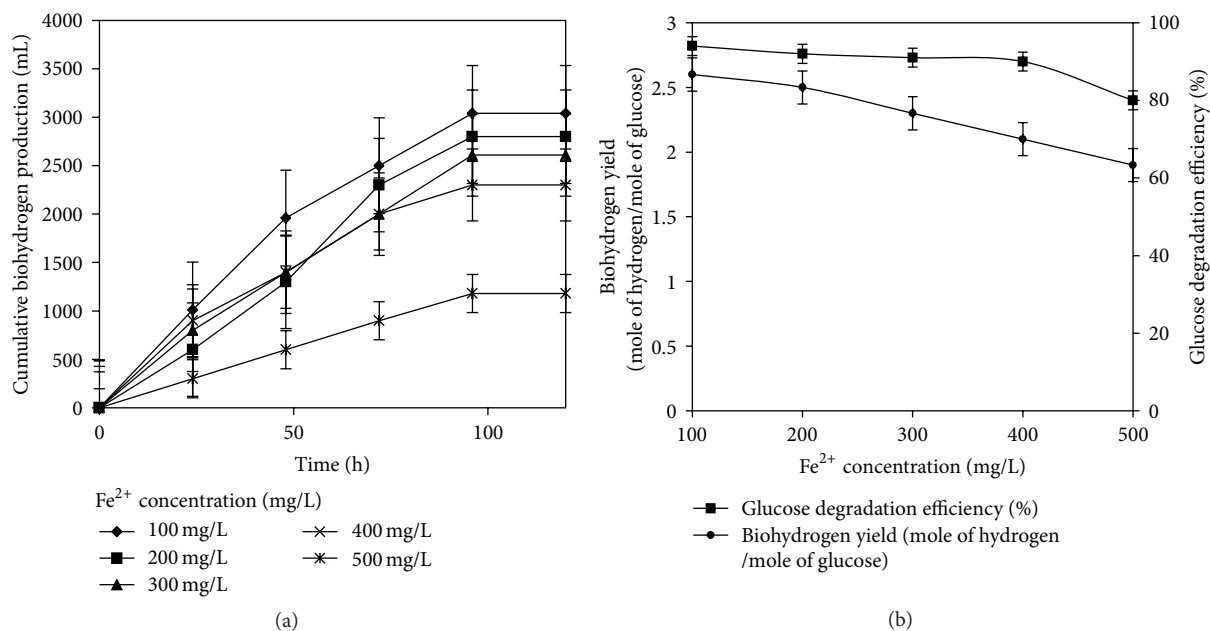 4000
3500
3000
2500
2000
1500
1000
500
0
Cumulative biohydrogen production (mL)
0
50
100
Time (h)
Fe2+ concentration (mg/L)
100 mg/L
200 mg/L
300 mg/L
400 mg/L
500 mg/L
(a)
3
2.5
2
1.5
1
0.5
0
Biohydrogen yield
(mole of hydrogen/mole of glucose)
100
80
60
40
20
0
Glucose degradation efficiency (%)
100
200
300
400
500
Fe2+ concentration (mg/L)
Glucose degradation efficiency (%)
Biohydrogen yield (mole of hydrogen
/mole of glucose)
(b)